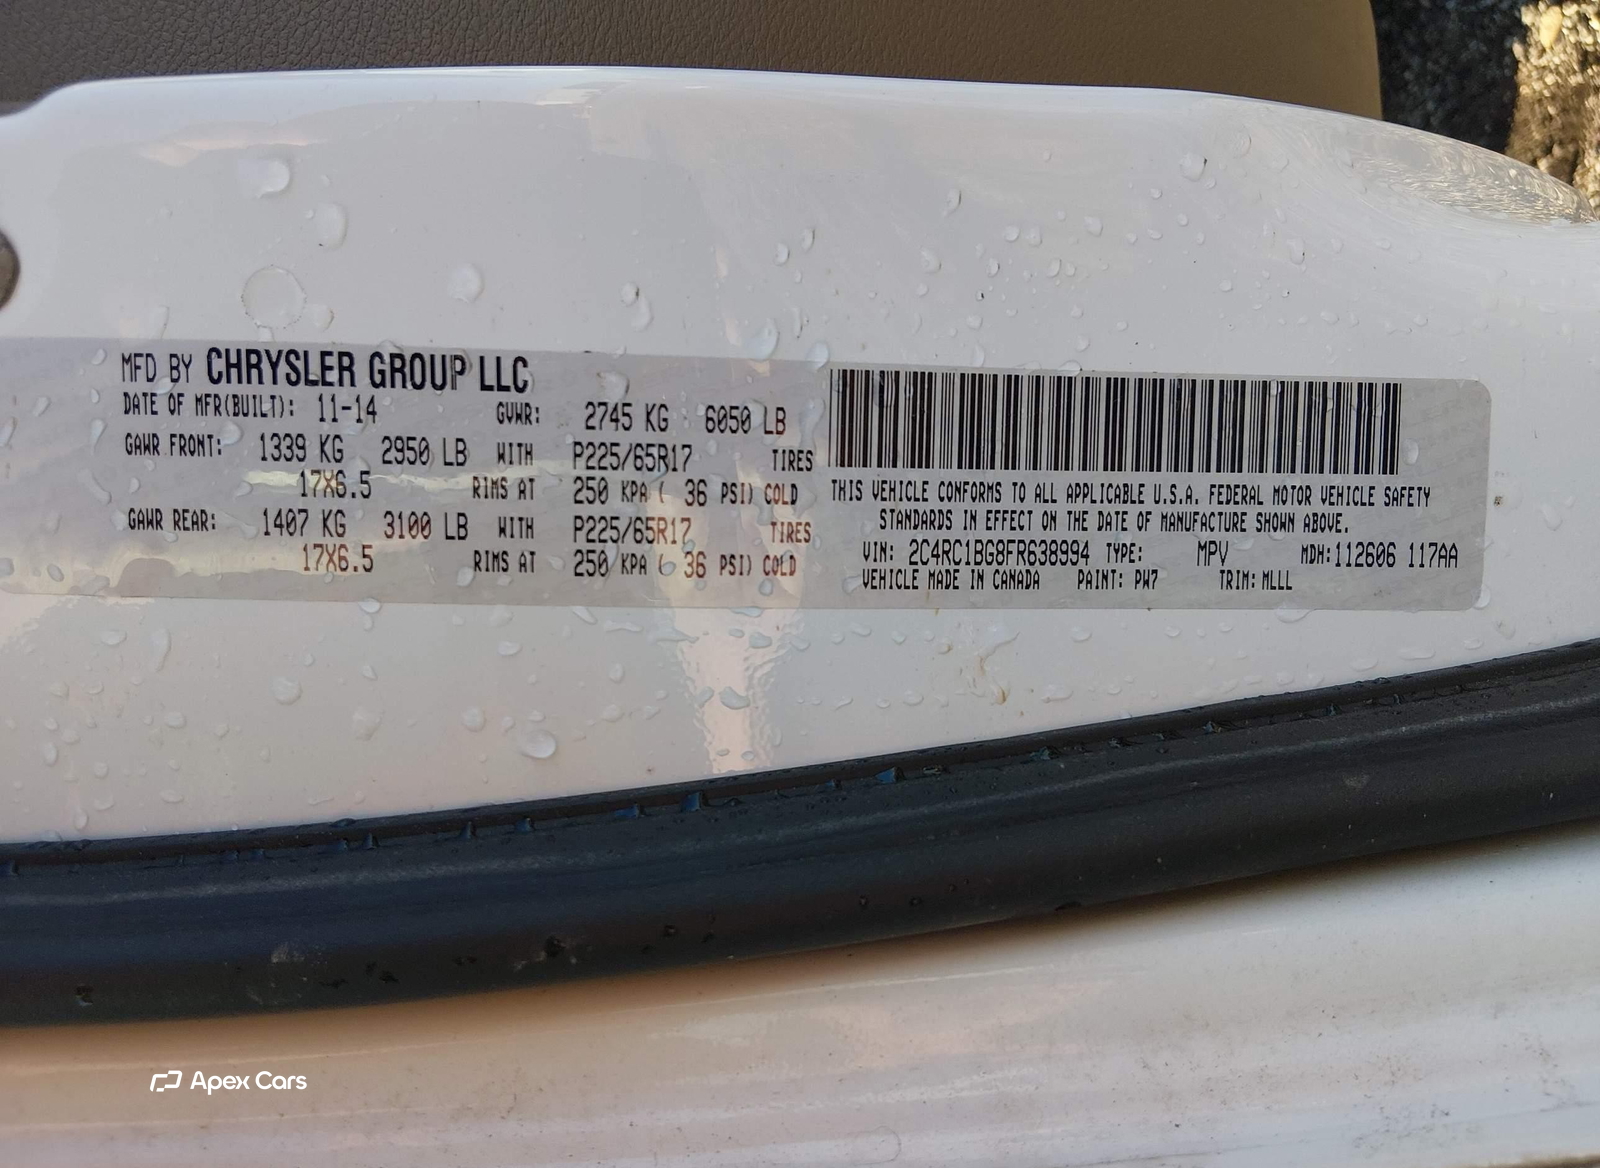 MFD BY CHRYSLER GROUP LLC
DATE OF MFR(BUILT): 11-14 GVWR: 2745 KG 6050 LB
GAWR FRONT: 1339 KG 2950 LB WITH P225/65R17 TIRES
17X6.5 RIMS AT 250 KPA ( 36 PSI) COLD
GAWR REAR: 1407 KG 3100 LB WITH P225/65R17 TIRES
17X6.5 RIMS AT 250 KPA ( 36 PSI) COLD
THIS VEHICLE CONFORMS TO ALL APPLICABLE U.S.A. FEDERAL MOTOR VEHICLE SAFETY
STANDARDS IN EFFECT ON THE DATE OF MANUFACTURE SHOWN ABOVE.
VIN: 2C4RC1BG8FR638994 TYPE: MPV MDH:112606 117AA
VEHICLE MADE IN CANADA PAINT: PW7 TRIM: MLLL
Apex Cars